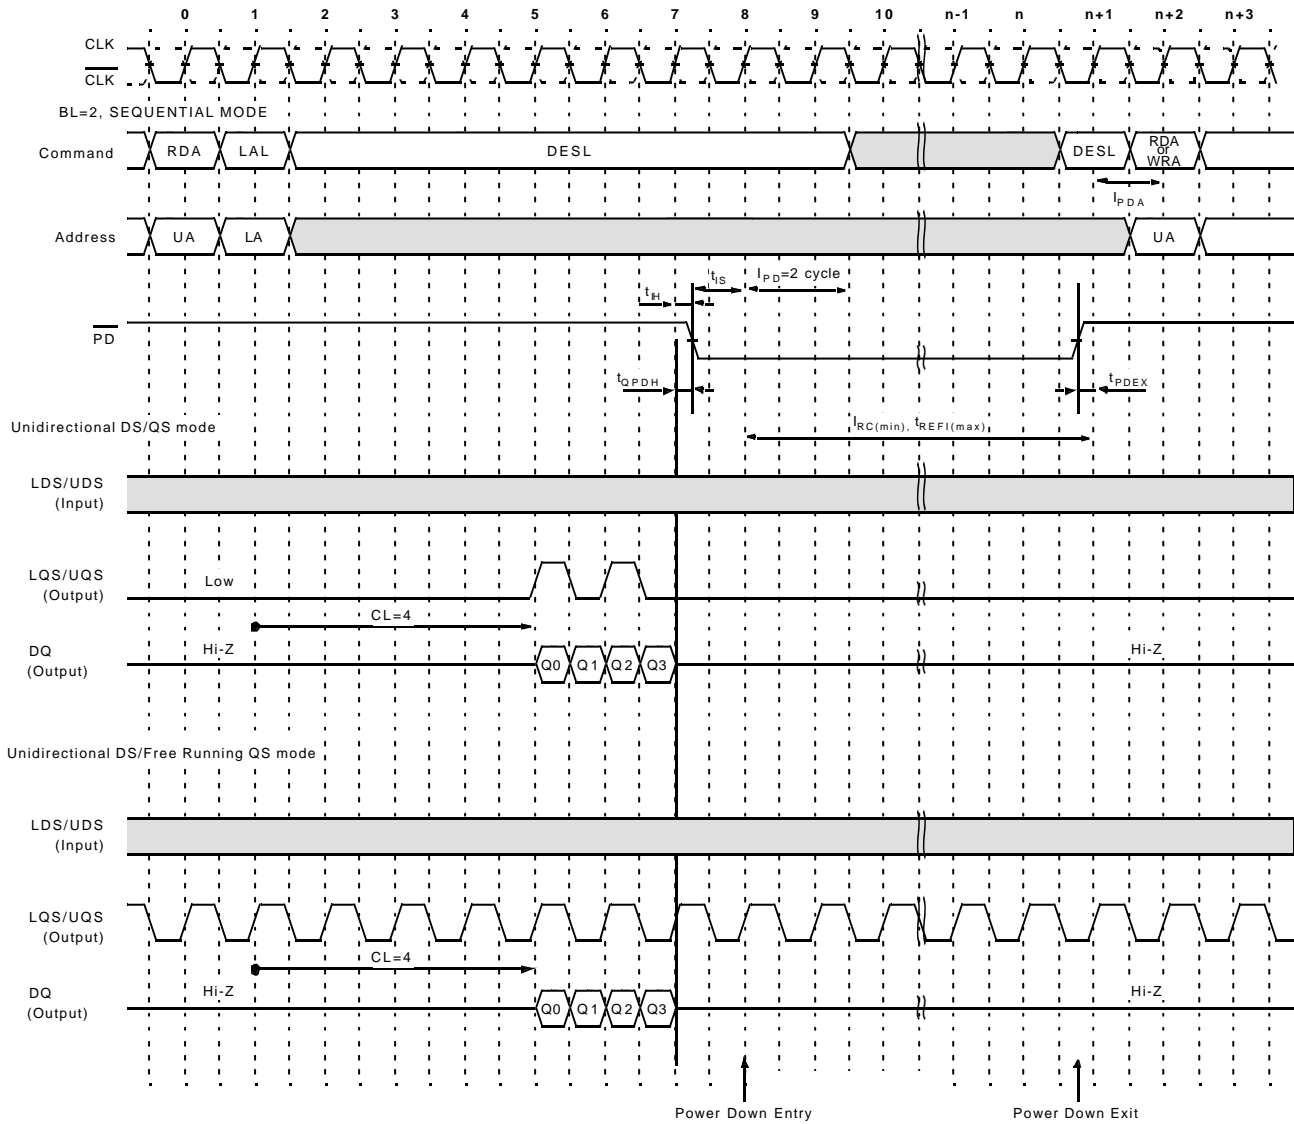 0 1 2 3 4 5 6 7 8 9 10 n-1 n n+1 n+2 n+3
CLK
CLK
BL=2, SEQUENTIAL MODE
Command RDA LAL DESL DESL RDA or WRA
IPDA
Address UA LA UA
tIH tIS IPD=2 cycle
PD
tQPDH tPDEX
Unidirectional DS/QS mode
IRC(min), tREFI(max)
LDS/UDS
(Input)
LQS/UQS
(Output)
Low
CL=4
DQ
(Output)
Hi-Z Q0 Q1 Q2 Q3 Hi-Z
Unidirectional DS/Free Running QS mode
LDS/UDS
(Input)
LQS/UQS
(Output)
CL=4
DQ
(Output)
Hi-Z Q0 Q1 Q2 Q3 Hi-Z
Power Down Entry Power Down Exit